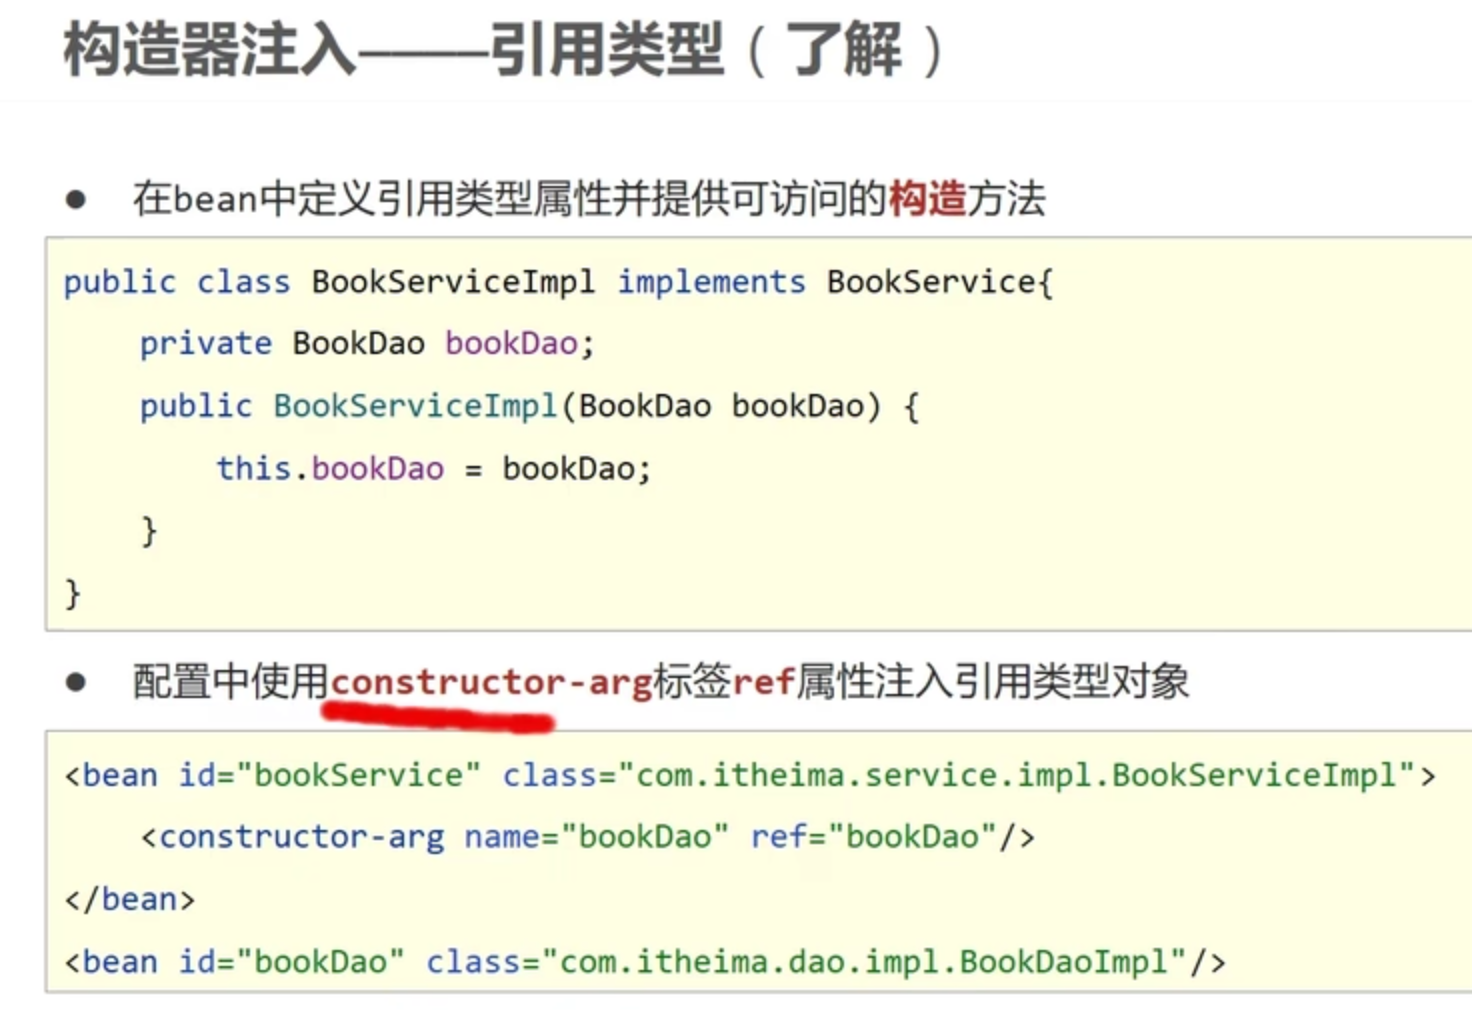 构造器注入————引用类型（了解）
● 在bean中定义引用类型属性并提供可访问的构造方法
public class BookServiceImpl implements BookService{
    private BookDao bookDao;
    public BookServiceImpl(BookDao bookDao) {
        this.bookDao = bookDao;
    }
}
● 配置中使用constructor-arg标签ref属性注入引用类型对象
<bean id="bookService" class="com.itheima.service.impl.BookServiceImpl">
    <constructor-arg name="bookDao" ref="bookDao"/>
</bean>
<bean id="bookDao" class="com.itheima.dao.impl.BookDaoImpl"/>